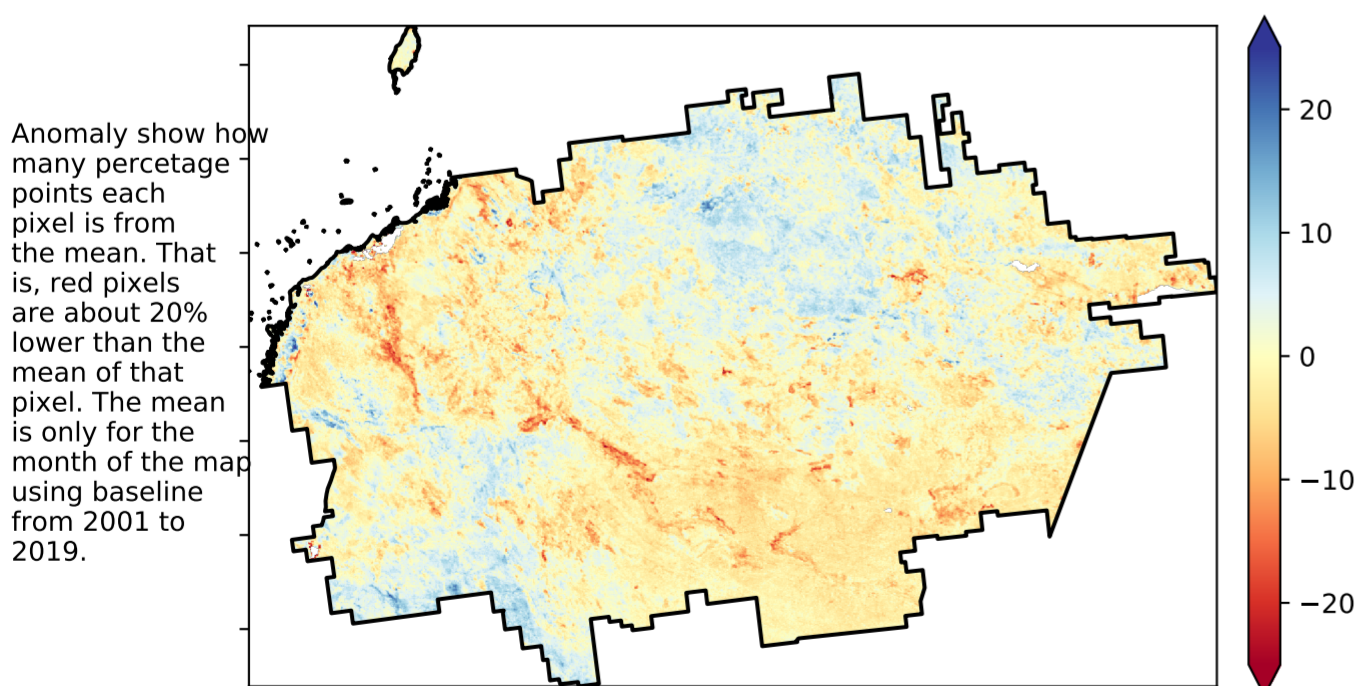 Anomaly show how
many percetage
points each
pixel is from
the mean. That
is, red pixels
are about 20%
lower than the
mean of that
pixel. The mean
is only for the
month of the map
using baseline
from 2001 to
2019.
20
10
0
−10
−20